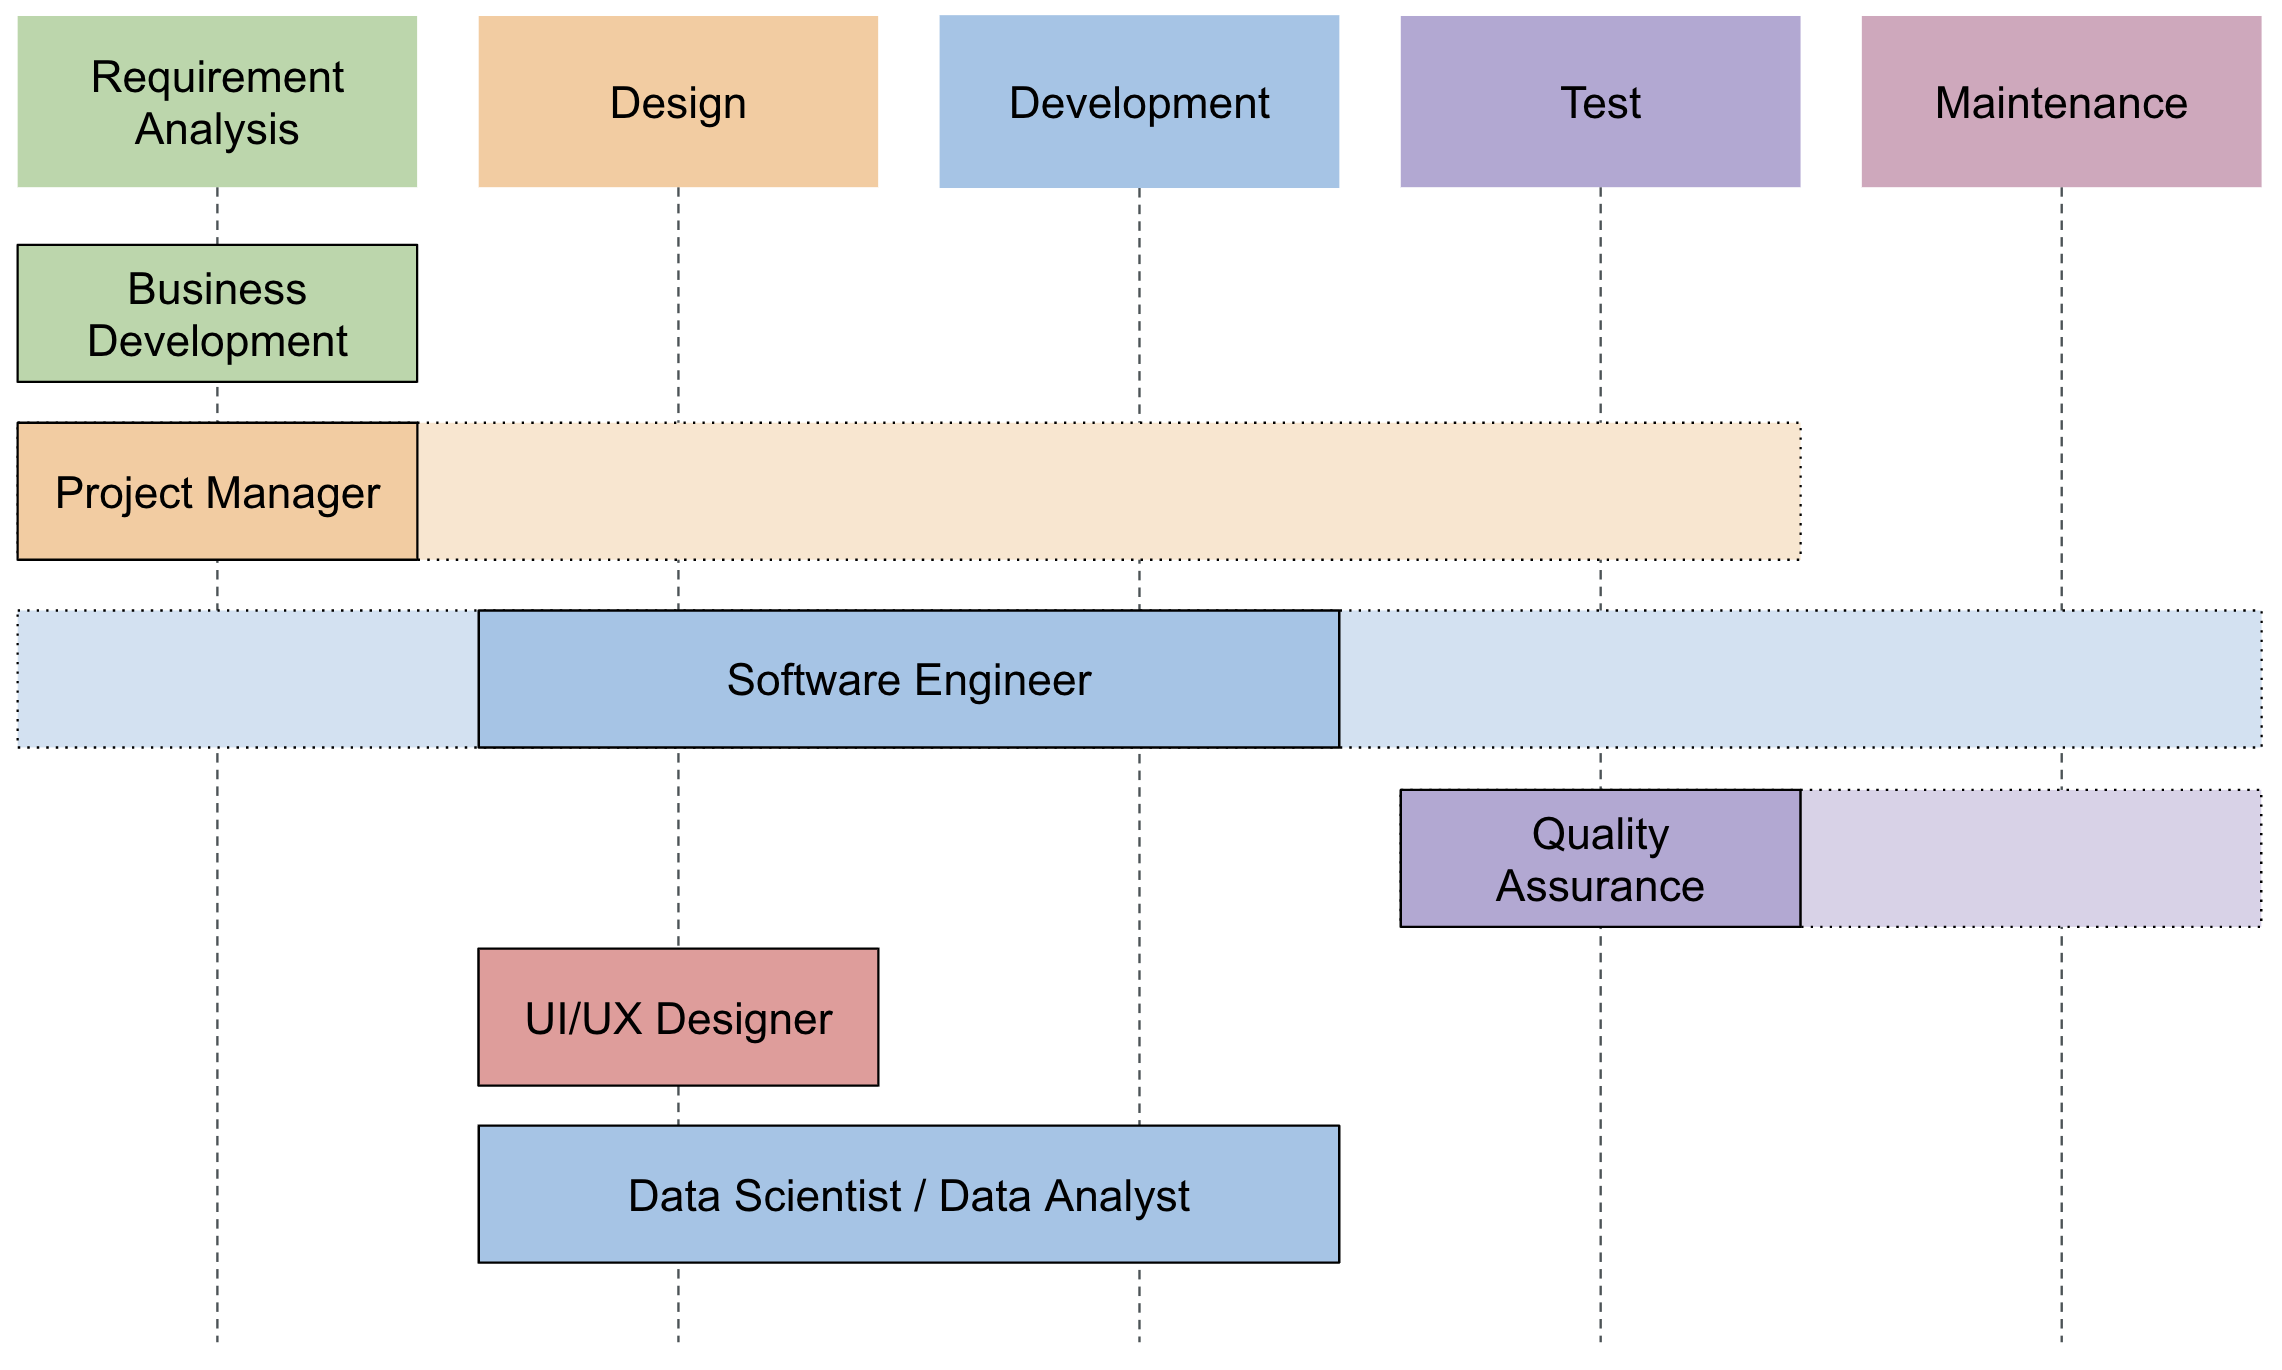 Requirement
Analysis
Design
Development
Test
Maintenance
Business
Development
Project Manager
Software Engineer
Quality
Assurance
UI/UX Designer
Data Scientist / Data Analyst